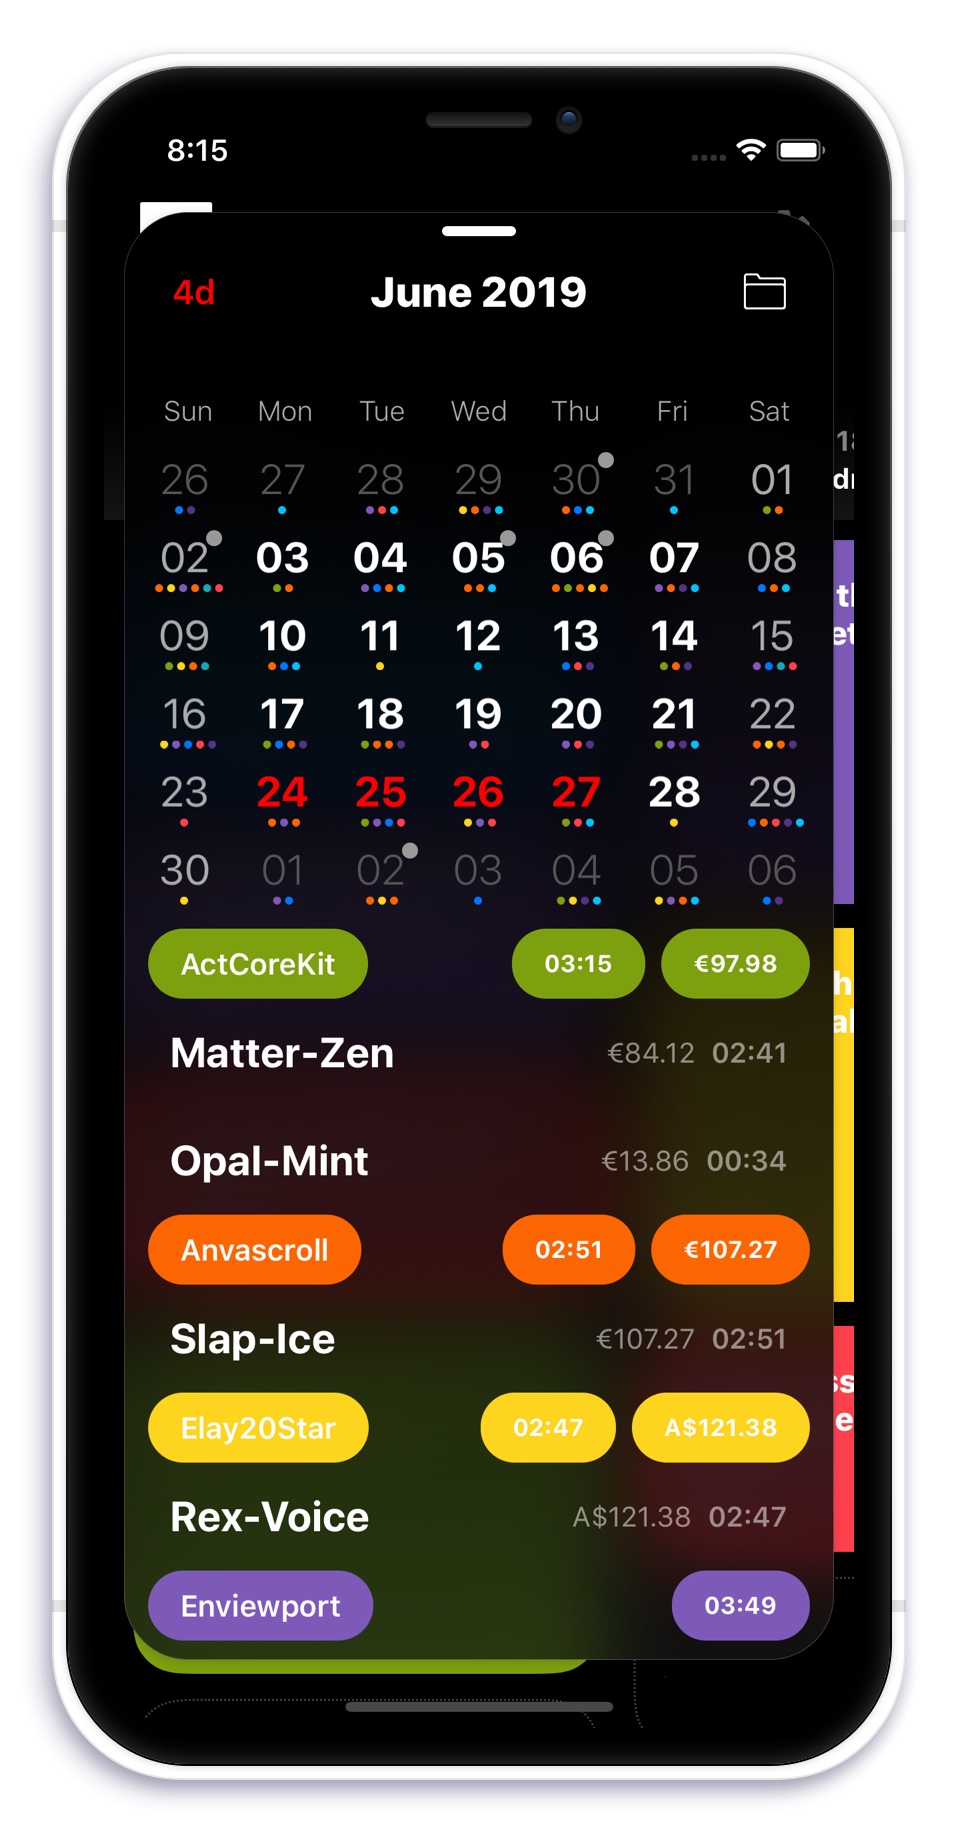 8:15
4d June 2019
Sun Mon Tue Wed Thu Fri Sat
26 27 28 29 30 31 01
02 03 04 05 06 07 08
09 10 11 12 13 14 15
16 17 18 19 20 21 22
23 24 25 26 27 28 29
30 01 02 03 04 05 06
ActCoreKit 03:15 €97.98
Matter-Zen €84.12 02:41
Opal-Mint €13.86 00:34
Anvascroll 02:51 €107.27
Slap-Ice €107.27 02:51
Elay20Star 02:47 A$121.38
Rex-Voice A$121.38 02:47
Enviewport 03:49